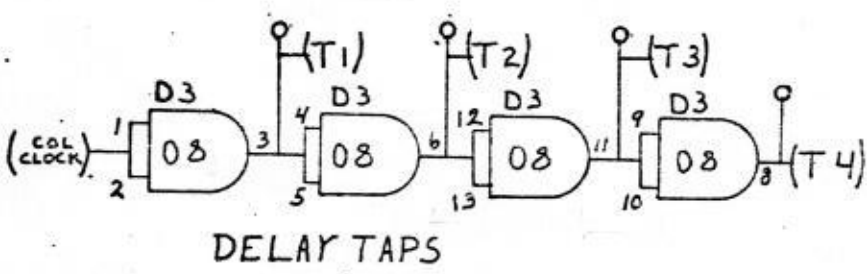 (T1)
(T2)
(T3)
D3
D3
D3
D3
1
4
12
9
(COL
CLOCK)
08
3
08
6
08
11
08
8
(T4)
2
5
13
10
DELAY TAPS